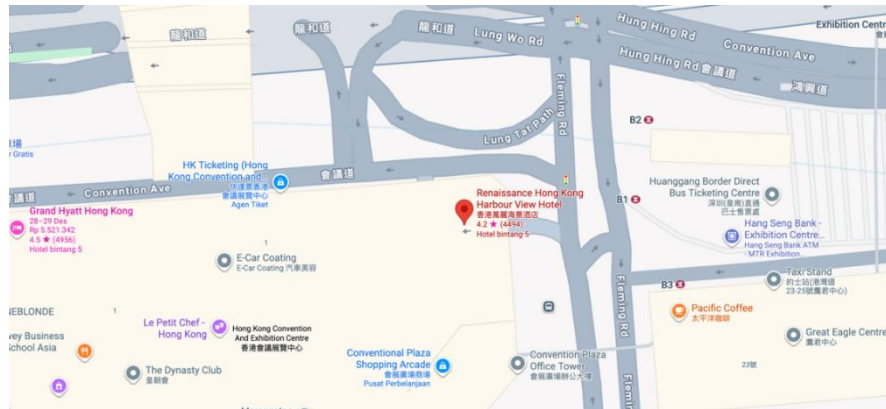 龍和道
龍和道
龍和道
Lung Wo Rd
Hung Hing Rd
Convention Ave
Exhibition Centr
Hung Hing Rd 會議道
鴻興道
Fleming Rd
Lung Tat Path
B2
HK Ticketing (Hong
Kong Convention and...
快達票香港
會議展覽中心
Agen Tiket
會議道
Convention Ave
會議道
r Gratis
Grand Hyatt Hong Kong
28–29 Des
Rp 5.521.342
4.5 ★ (4956)
Hotel bintang 5
Renaissance Hong Kong
Harbour View Hotel
香港萬麗海景酒店
4.2 ★ (4494)
Hotel bintang 5
B1
Huanggang Border Direct
Bus Ticketing Centre
深圳(皇崗)直通
巴士售票處
Hang Seng Bank -
Exhibition Centre...
Hang Seng Bank ATM
- MTR Exhibition...
1
E-Car Coating
E-Car Coating 汽車美容
B3
Taxi Stand
的士站(港灣道
23-25號鷹君中心)
NEBLONDE
1
Le Petit Chef -
Hong Kong
Hong Kong Convention
And Exhibition Centre
香港會議展覽中心
Pacific Coffee
太平洋咖啡
Great Eagle Centre
鷹君中心
vey Business
School Asia
The Dynasty Club
皇朝會
Conventional Plaza
Shopping Arcade
會展廣場商場
Pusat Perbelanjaan
Convention Plaza
Office Tower
會展廣場辦公大樓
Fleming Rd
23號